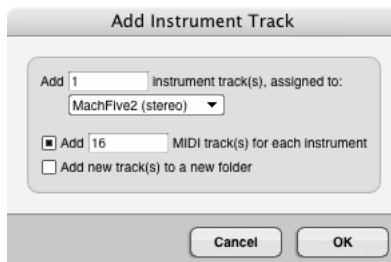 Add Instrument Track
Add 1 instrument track(s), assigned to:
MachFive2 (stereo)
Add 16 MIDI track(s) for each instrument
Add new track(s) to a new folder
Cancel OK